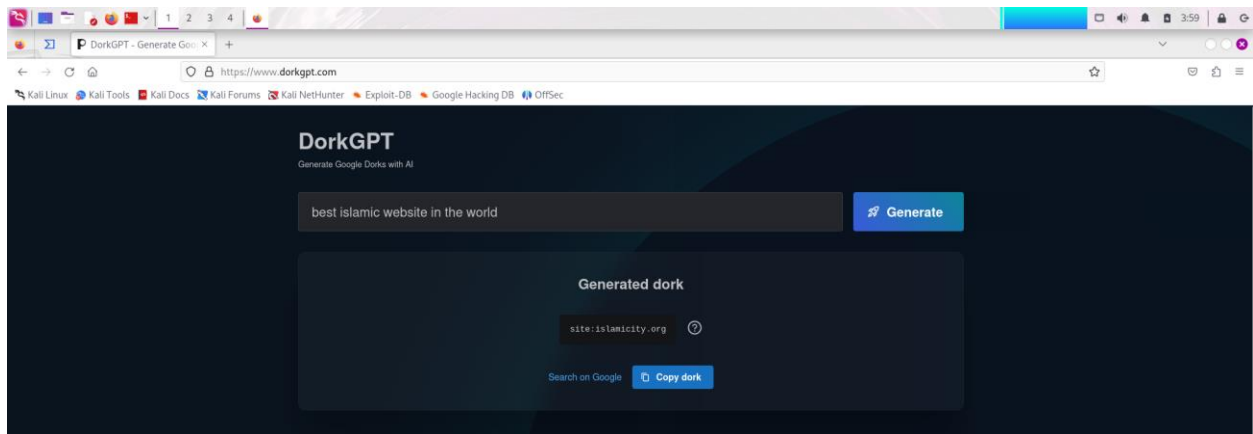 1 2 3 4 3:59
DorkGPT - Generate Goo
https://www.dorkgpt.com
Kali Linux Kali Tools Kali Docs Kali Forums Kali NetHunter Exploit-DB Google Hacking DB OffSec
DorkGPT
Generate Google Dorks with AI
best islamic website in the world Generate
Generated dork
site:islamicity.org
Search on Google Copy dork